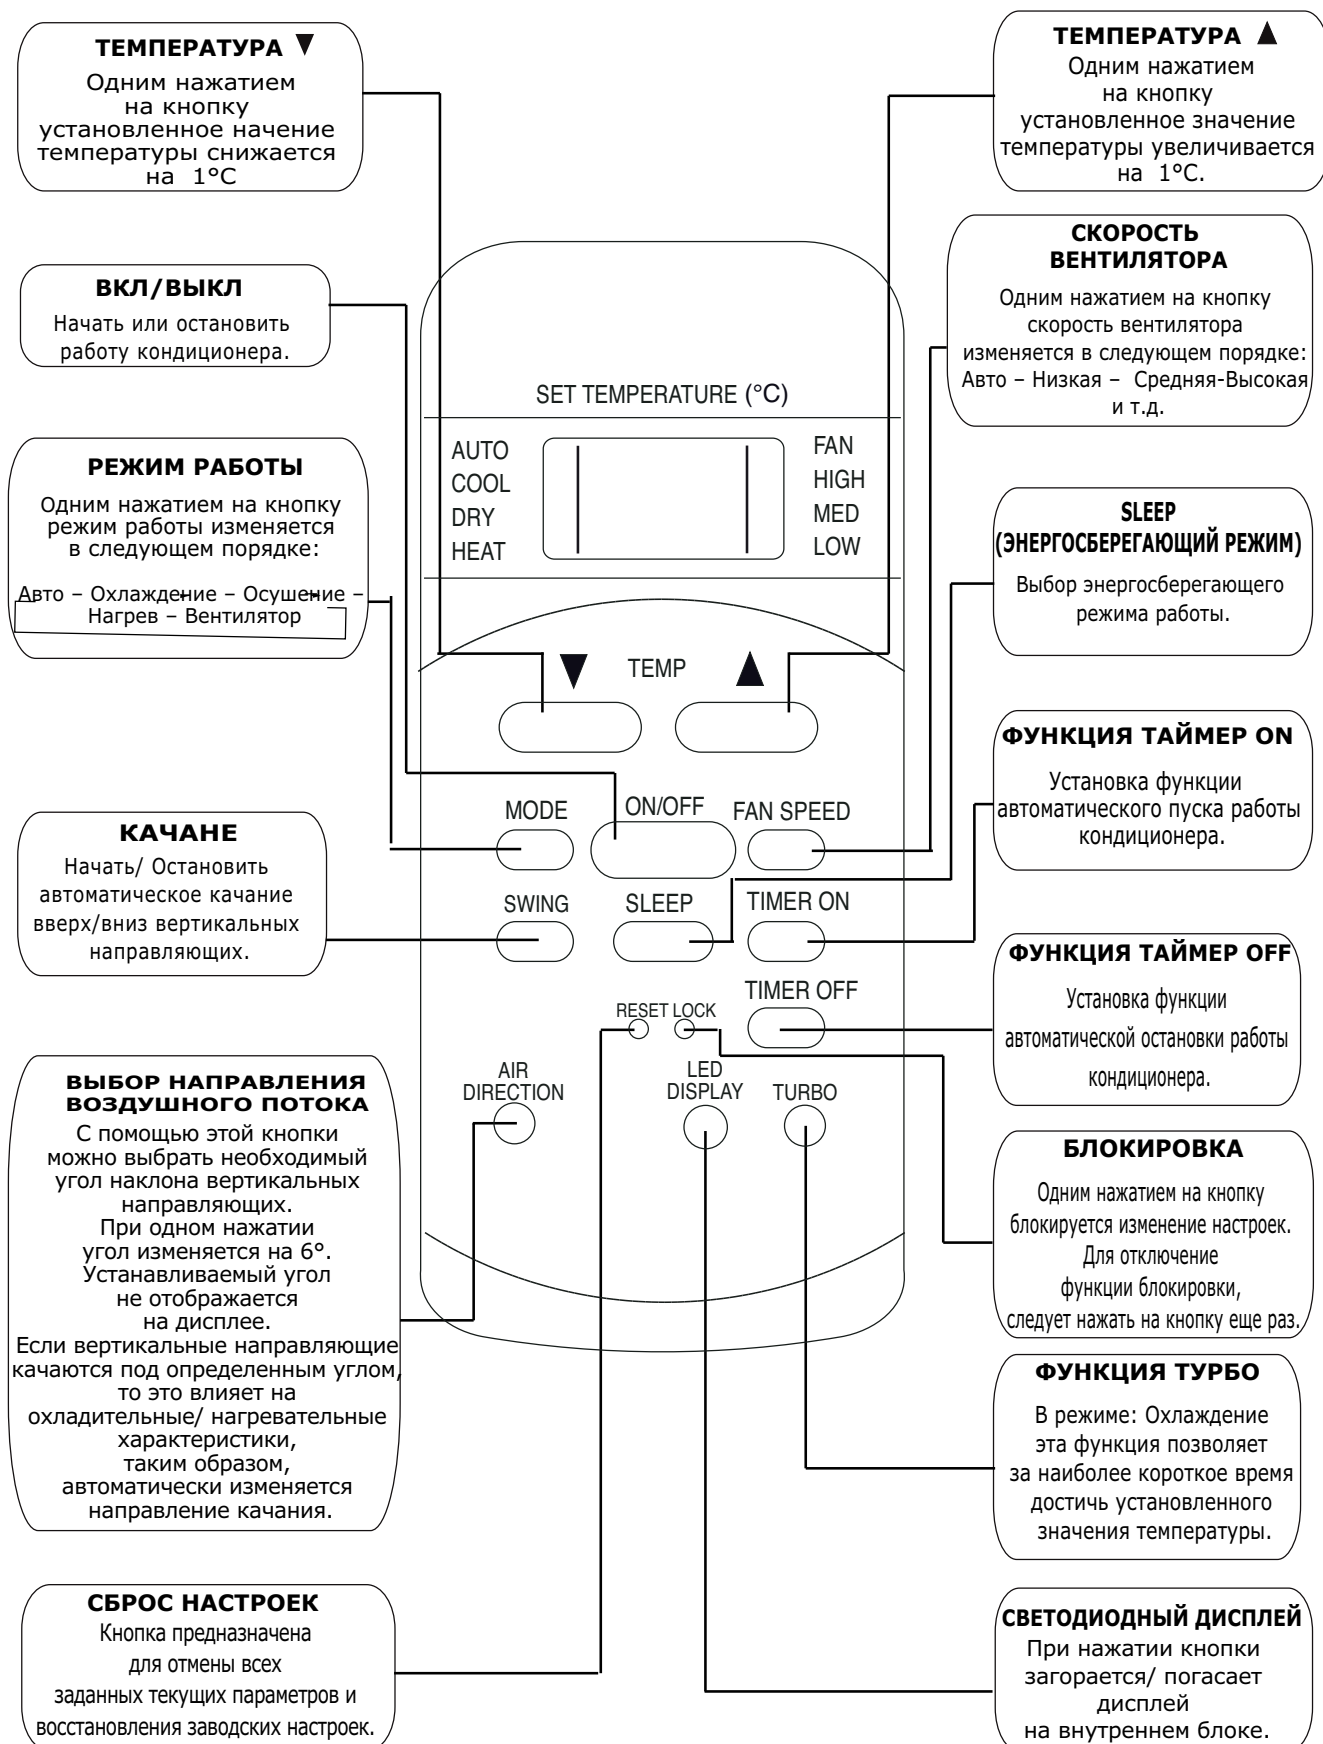 ТЕМПЕРАТУРА ▼
Одним нажатием
на кнопку
установленное начение
температуры снижается
на 1°C
ТЕМПЕРАТУРА ▲
Одним нажатием
на кнопку
установленное значение
температуры увеличивается
на 1°C.
ВКЛ/ВЫКЛ
Начать или остановить
работу кондиционера.
СКОРОСТЬ
ВЕНТИЛЯТОРА
Одним нажатием на кнопку
скорость вентилятора
изменяется в следующем порядке:
Авто – Низкая – Средняя-Высокая
и т.д.
РЕЖИМ РАБОТЫ
Одним нажатием на кнопку
режим работы изменяется
в следующем порядке:
Авто – Охлаждение – Осушение –
Нагрев – Вентилятор
SET TEMPERATURE (°C)
AUTO
COOL
DRY
HEAT
FAN
HIGH
MED
LOW
SLEEP
(ЭНЕРГОСБЕРЕГАЮЩИЙ РЕЖИМ)
Выбор энергосберегающего
режима работы.
▼ TEMP ▲
ФУНКЦИЯ ТАЙМЕР ON
Установка функции
автоматического пуска работы
кондиционера.
MODE ON/OFF FAN SPEED
КАЧАНЕ
Начать/ Остановить
автоматическое качание
вверх/вниз вертикальных
направляющих.
SWING SLEEP TIMER ON
ФУНКЦИЯ ТАЙМЕР OFF
Установка функции
автоматической остановки работы
кондиционера.
TIMER OFF
RESET LOCK
AIR
DIRECTION
LED
DISPLAY
TURBO
ВЫБОР НАПРАВЛЕНИЯ
ВОЗДУШНОГО ПОТОКА
С помощью этой кнопки
можно выбрать необходимый
угол наклона вертикальных
направляющих.
При одном нажатии
угол изменяется на 6°.
Устанавливаемый угол
не отображается
на дисплее.
Если вертикальные направляющие
качаются под определенным углом,
то это влияет на
охладительные/ нагревательные
характеристики,
таким образом,
автоматически изменяется
направление качания.
БЛОКИРОВКА
Одним нажатием на кнопку
блокируется изменение настроек.
Для отключение
функции блокировки,
следует нажать на кнопку еще раз.
ФУНКЦИЯ ТУРБО
В режиме: Охлаждение
эта функция позволяет
за наиболее короткое время
достичь установленного
значения температуры.
СБРОС НАСТРОЕК
Кнопка предназначена
для отмены всех
заданных текущих параметров и
восстановления заводских настроек.
СВЕТОДИОДНЫЙ ДИСПЛЕЙ
При нажатии кнопки
загорается/ погасает
дисплей
на внутреннем блоке.